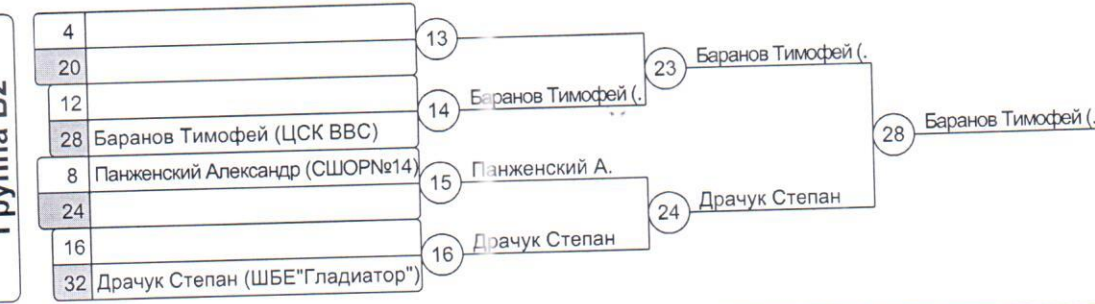 Группа В2
4
20
13
12
28 Баранов Тимофей (ЦСК ВВС)
14
Баранов Тимофей (.
23
Баранов Тимофей (.
8 Панженский Александр (СШОР№14)
24
15
Панженский А.
16
32 Драчук Степан (ШБЕ"Гладиатор")
16
Драчук Степан
24
Драчук Степан
28
Баранов Тимофей (.